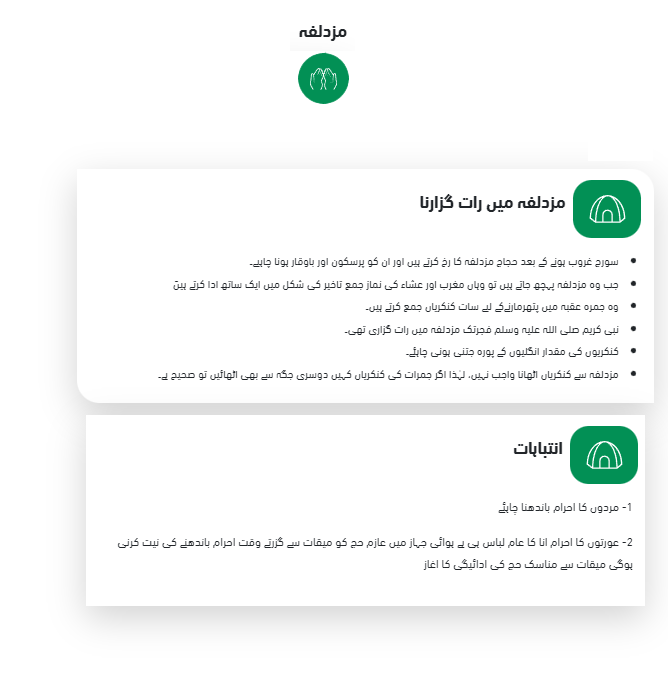 مزدلفہ
مزدلفہ میں رات گزارنا
سورج غروب ہونے کے بعد حجاج مزدلفہ کا رخ کرتے ہیں اور ان کو پرسکون اور باوقار ہونا چاہیے۔
جب وہ مزدلفہ پہچھ جاتے ہیں تو وہاں مغرب اور عشاء کی نماز جمع تاخیر کی شکل میں ایک ساتھ ادا کرتے ہیںؑ
وہ جمرہ عقبہ میں پتھرمارنےکے لیے سات کنکریاں جمع کرتے ہیں۔
نبی کریم صلی اللہ علیہ وسلم فجرتک مزدلفہ میں رات گزاری تھی۔
کنکریوں کی مقدار انگلیوں کے پورہ جتنی ہونی چاہئے۔
مزدلفہ سے کنکریاں اٹھانا واجب نہیں، لہٰذا اگر جمرات کی کنکریاں کہیں دوسری جگہ سے بھی اٹھائیں تو صحیح ہے۔
انتباہات
1- مردوں کا احرام باندھنا چاہئے
2- عورتوں کا احرام انا کا عام لباس ہی ہے ہوائی جہاز میں عازم حج کو میقات سے گزرتے وقت احرام باندھنے کی نیت کرنی
ہوگی میقات سے مناسک حج کی ادائیگی کا اغاز